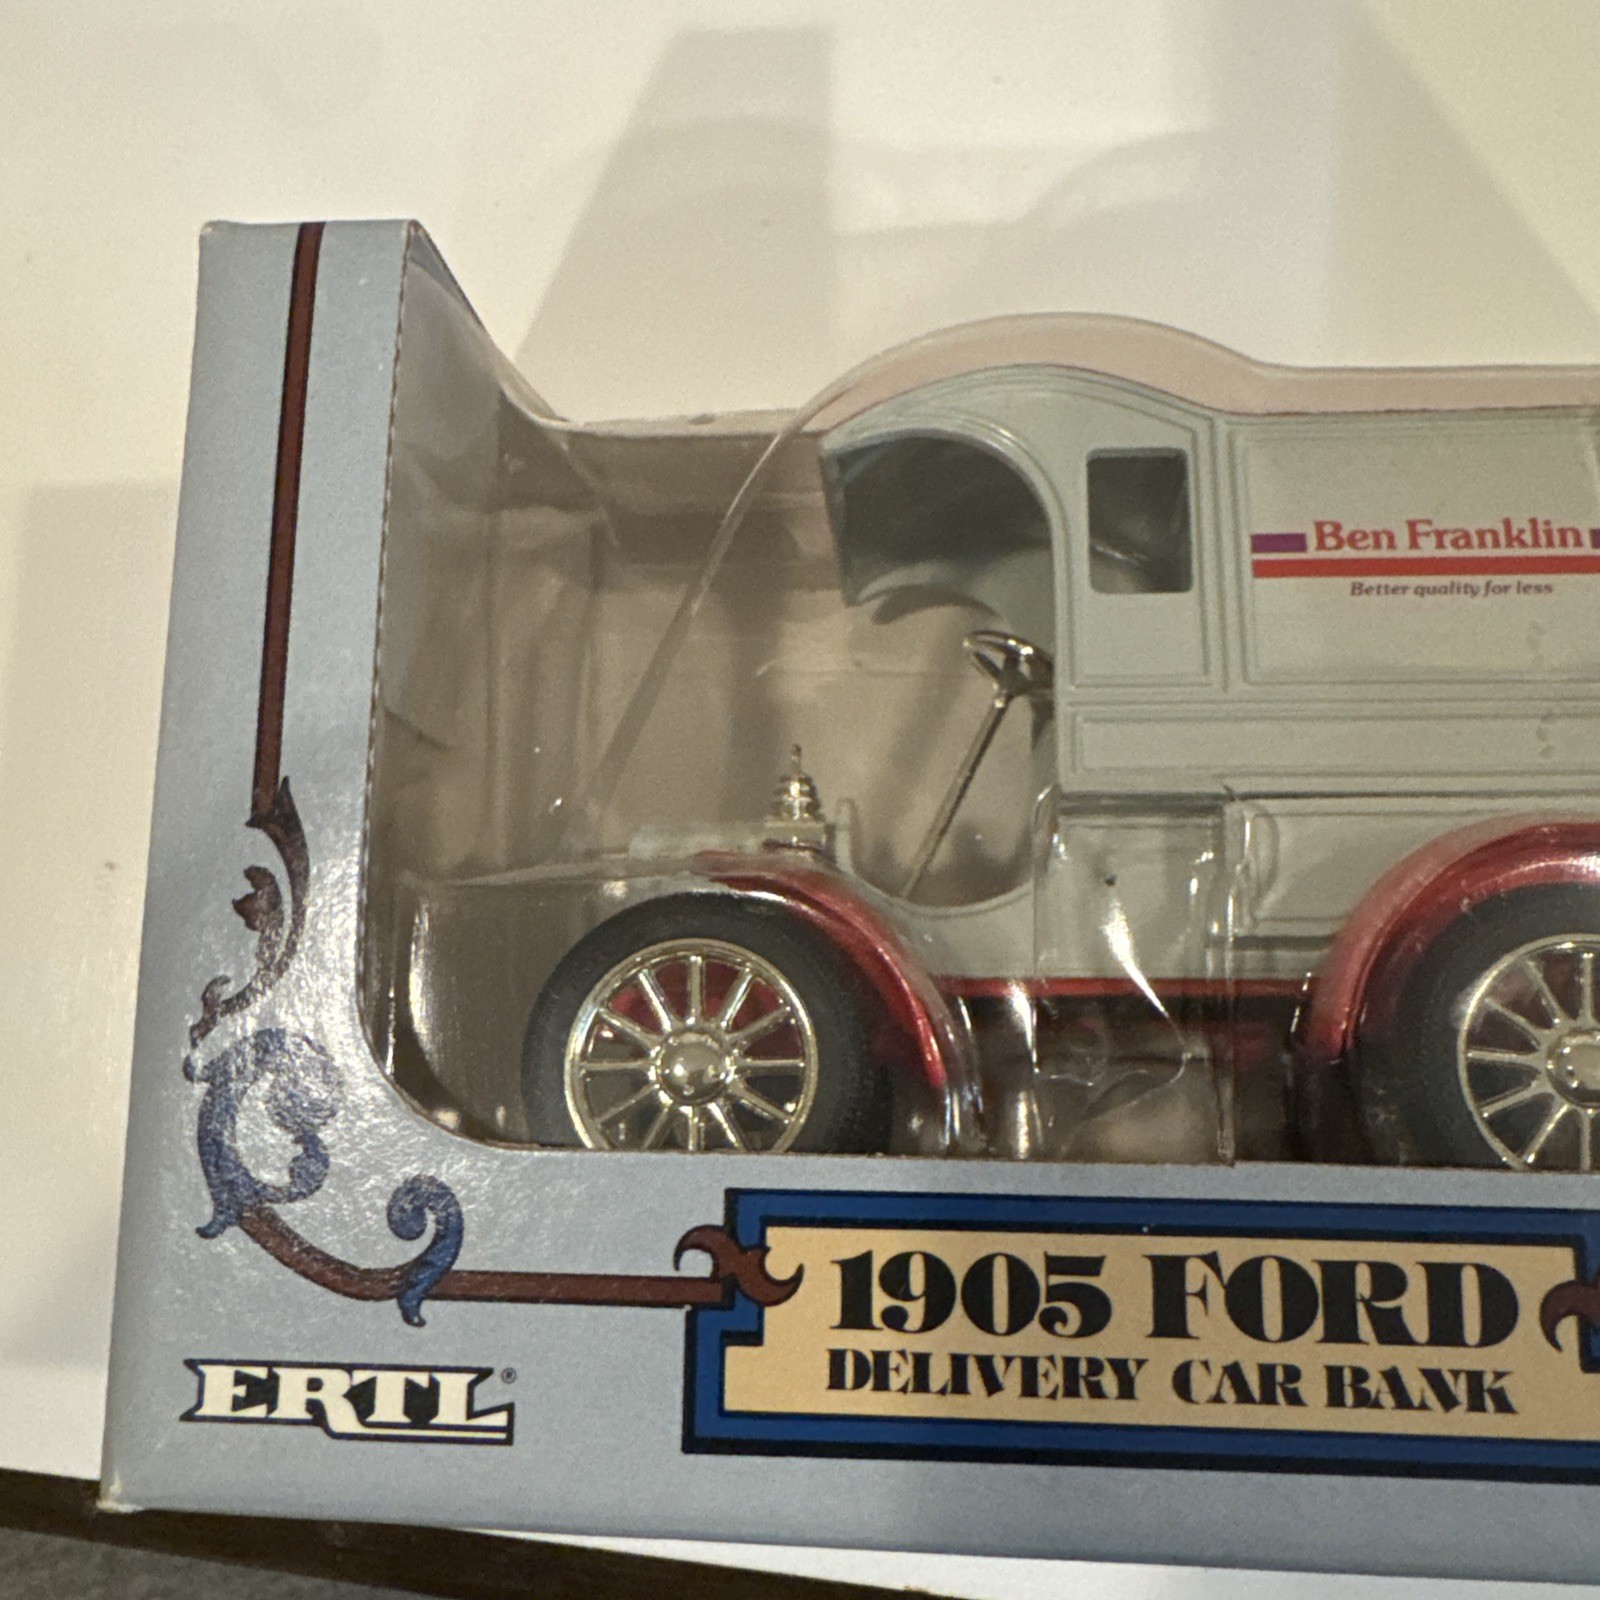 Ben Franklin
Better quality for less
1905 FORD
DELIVERY CAR BANK
ERTL®